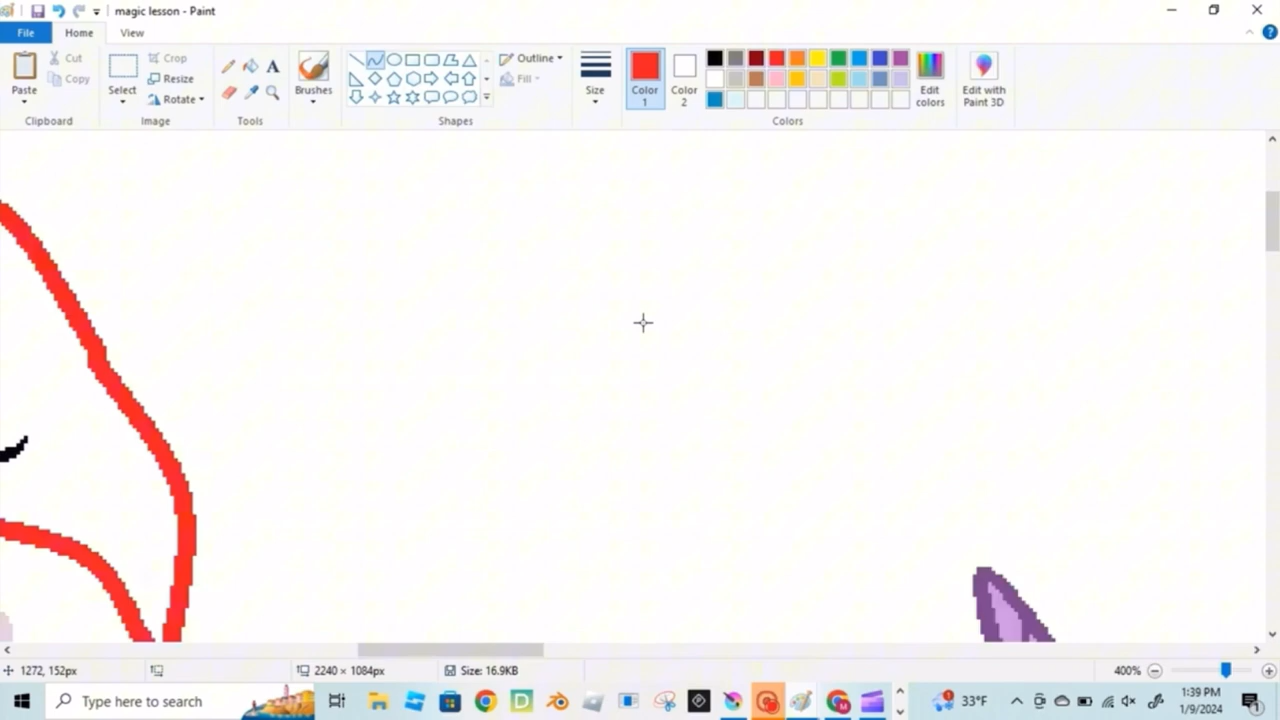 magic lesson - Paint
File Home View
Paste
Cut
Copy
Clipboard
Select
Crop
Resize
Rotate
Image
A
Tools
Brushes
Shapes
Outline
Fill
Size
Color 1
Color 2
Colors
Edit colors
Edit with Paint 3D
1272, 152px
2240 × 1084px
Size: 16.9KB
400%
Type here to search
D
M
1
33°F
1:39 PM
1/9/2024
1